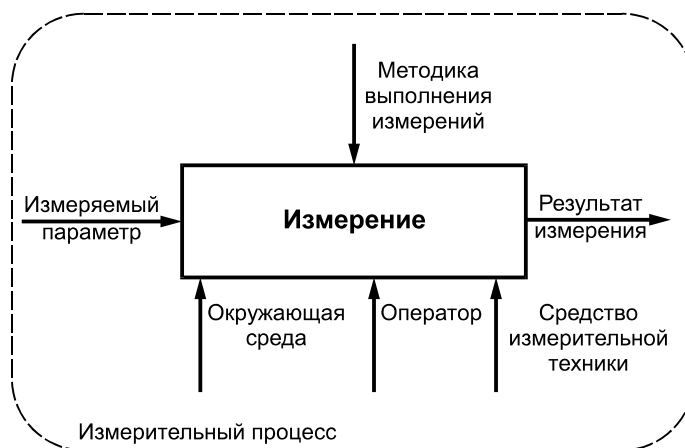 Методика
выполнения
измерений
Измеряемый
параметр
Измерение
Результат
измерения
Окружающая
среда
Оператор
Средство
измерительной
техники
Измерительный процесс